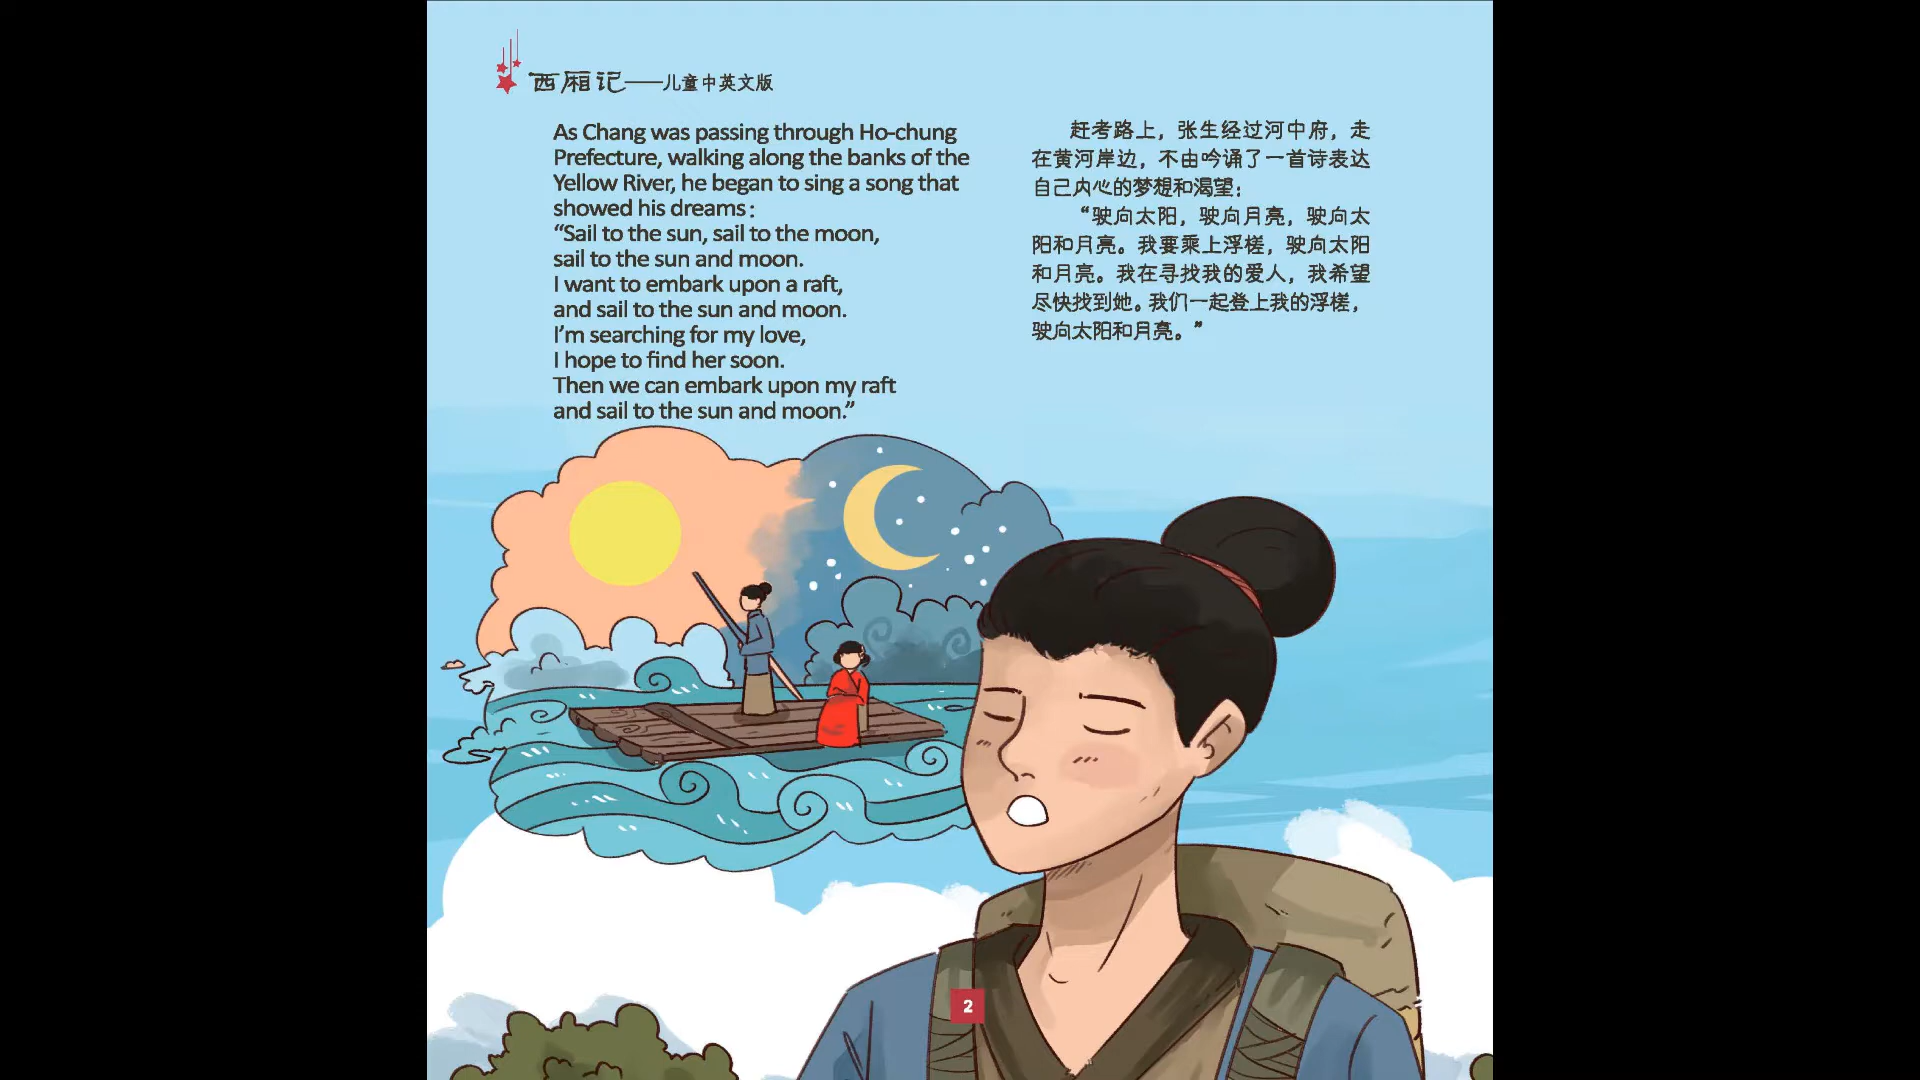 西厢记——儿童中英文版
As Chang was passing through Ho-chung
Prefecture, walking along the banks of the
Yellow River, he began to sing a song that
showed his dreams:
“Sail to the sun, sail to the moon,
sail to the sun and moon.
I want to embark upon a raft,
and sail to the sun and moon.
I’m searching for my love,
I hope to find her soon.
Then we can embark upon my raft
and sail to the sun and moon.”
赶考路上，张生经过河中府，走
在黄河岸边，不由吟诵了一首诗表达
自己内心的梦想和渴望：
“驶向太阳，驶向月亮，驶向太
阳和月亮。我要乘上浮槎，驶向太阳
和月亮。我在寻找我的爱人，我希望
尽快找到她。我们一起登上我的浮槎，
驶向太阳和月亮。”
2